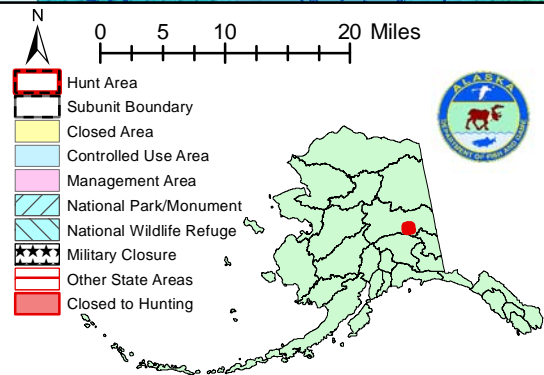 N
0 5 10 20 Miles
Hunt Area
Subunit Boundary
Closed Area
Controlled Use Area
Management Area
National Park/Monument
National Wildlife Refuge
Military Closure
Other State Areas
Closed to Hunting
ALASKA
DEPARTMENT OF FISH AND GAME